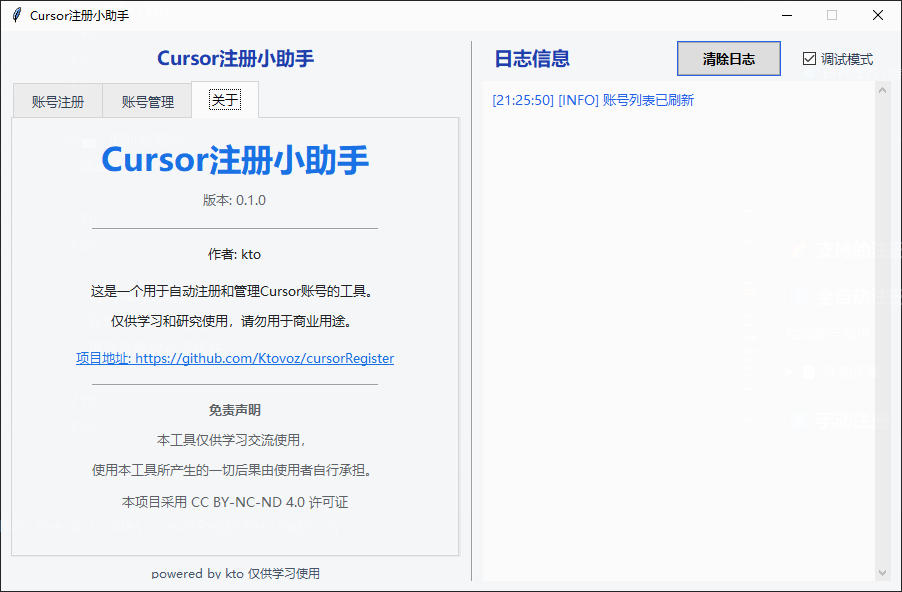 Cursor注册小助手
Cursor注册小助手
账号注册
账号管理
关于
Cursor注册小助手
版本: 0.1.0
作者: kto
这是一个用于自动注册和管理Cursor账号的工具。
仅供学习和研究使用，请勿用于商业用途。
项目地址: https://github.com/Ktovoz/cursorRegister
免责声明
本工具仅供学习交流使用，
使用本工具所产生的一切后果由使用者自行承担。
本项目采用 CC BY-NC-ND 4.0 许可证
powered by kto 仅供学习使用
日志信息
清除日志
调试模式
[21:25:50] [INFO] 账号列表已刷新